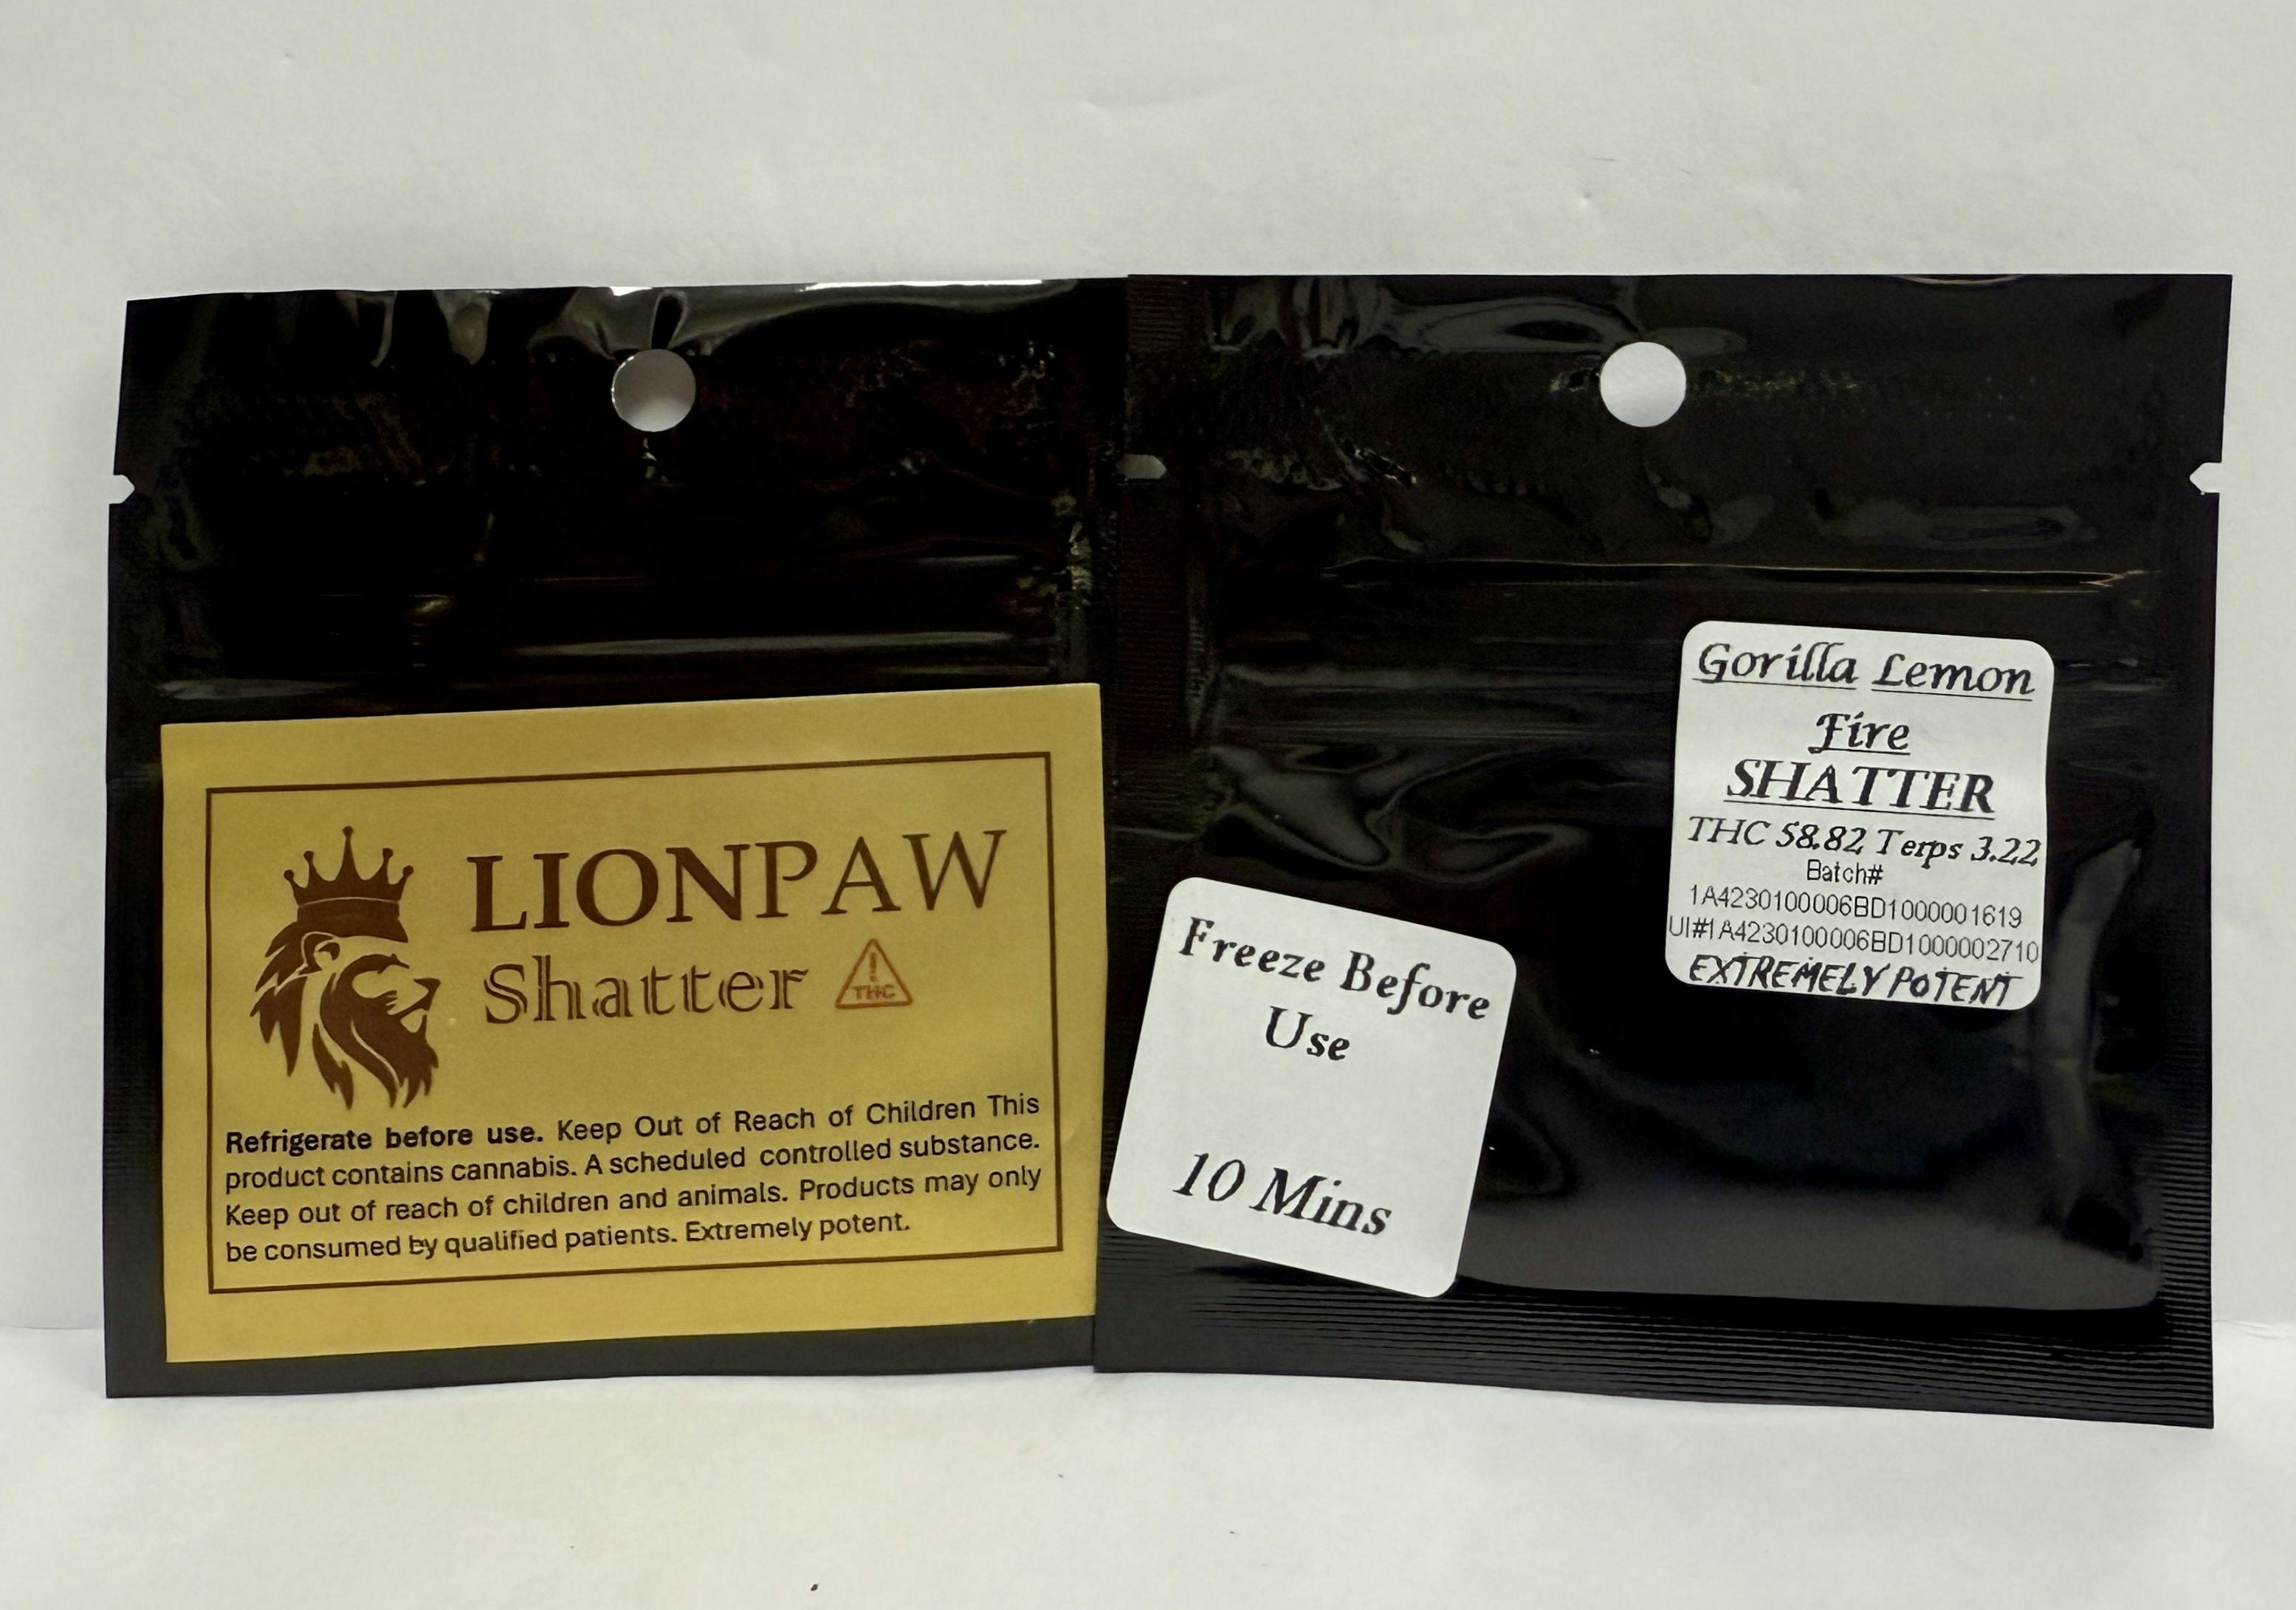 LIONPAW
Shatter
THC
Refrigerate before use. Keep Out of Reach of Children This
product contains cannabis. A scheduled controlled substance.
Keep out of reach of children and animals. Products may only
be consumed by qualified patients. Extremely potent.
Freeze Before
Use
10 Mins
Gorilla Lemon
Fire
SHATTER
THC 58.82 Terps 3.22
Batch#
1A4230100006BD1000001619
UI#1A4230100006BD1000002710
EXTREMELY POTENT